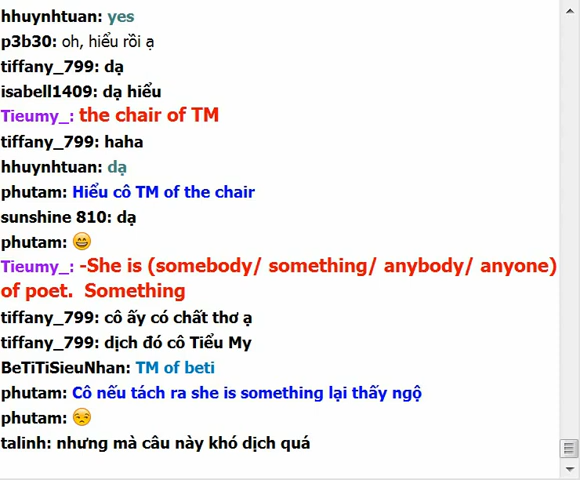 hhuynhtuan: yes
p3b30: oh, hiểu rồi ạ
tiffany_799: dạ
isabell1409: dạ hiểu
Tieumy_: the chair of TM
tiffany_799: haha
hhuynhtuan: dạ
phutam: Hiểu cô TM of the chair
sunshine 810: dạ
phutam: 😄
Tieumy_: -She is (somebody/ something/ anybody/ anyone)
of poet.  Something
tiffany_799: cô ấy có chất thơ ạ
tiffany_799: dịch đó cô Tiểu My
BeTiTiSieuNhan: TM of beti
phutam: Cô nếu tách ra she is something lại thấy ngộ
phutam: 😒
talinh: nhưng mà câu này khó dịch quá